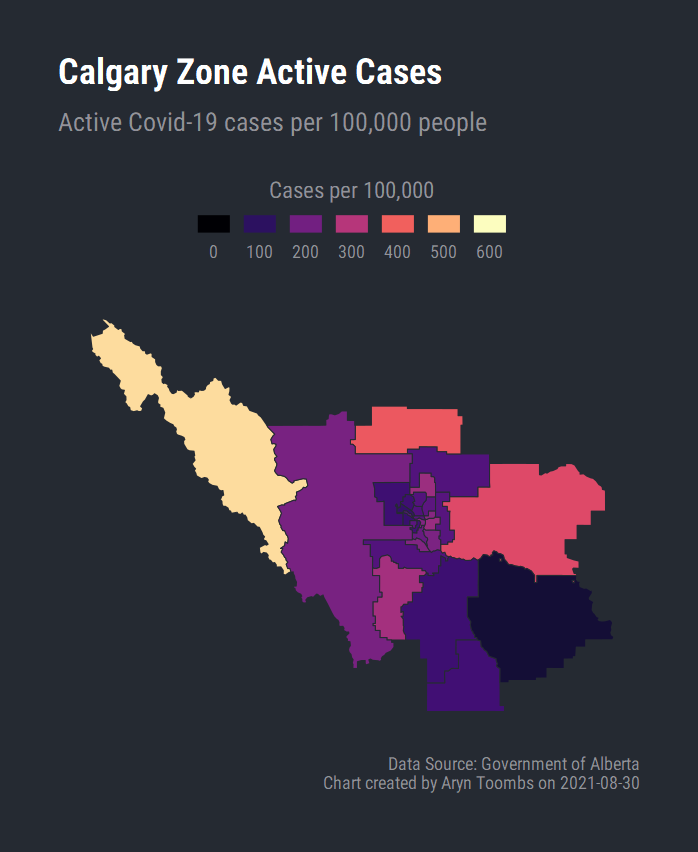 Calgary Zone Active Cases
Active Covid-19 cases per 100,000 people
Cases per 100,000
0 100 200 300 400 500 600
Data Source: Government of Alberta
Chart created by Aryn Toombs on 2021-08-30